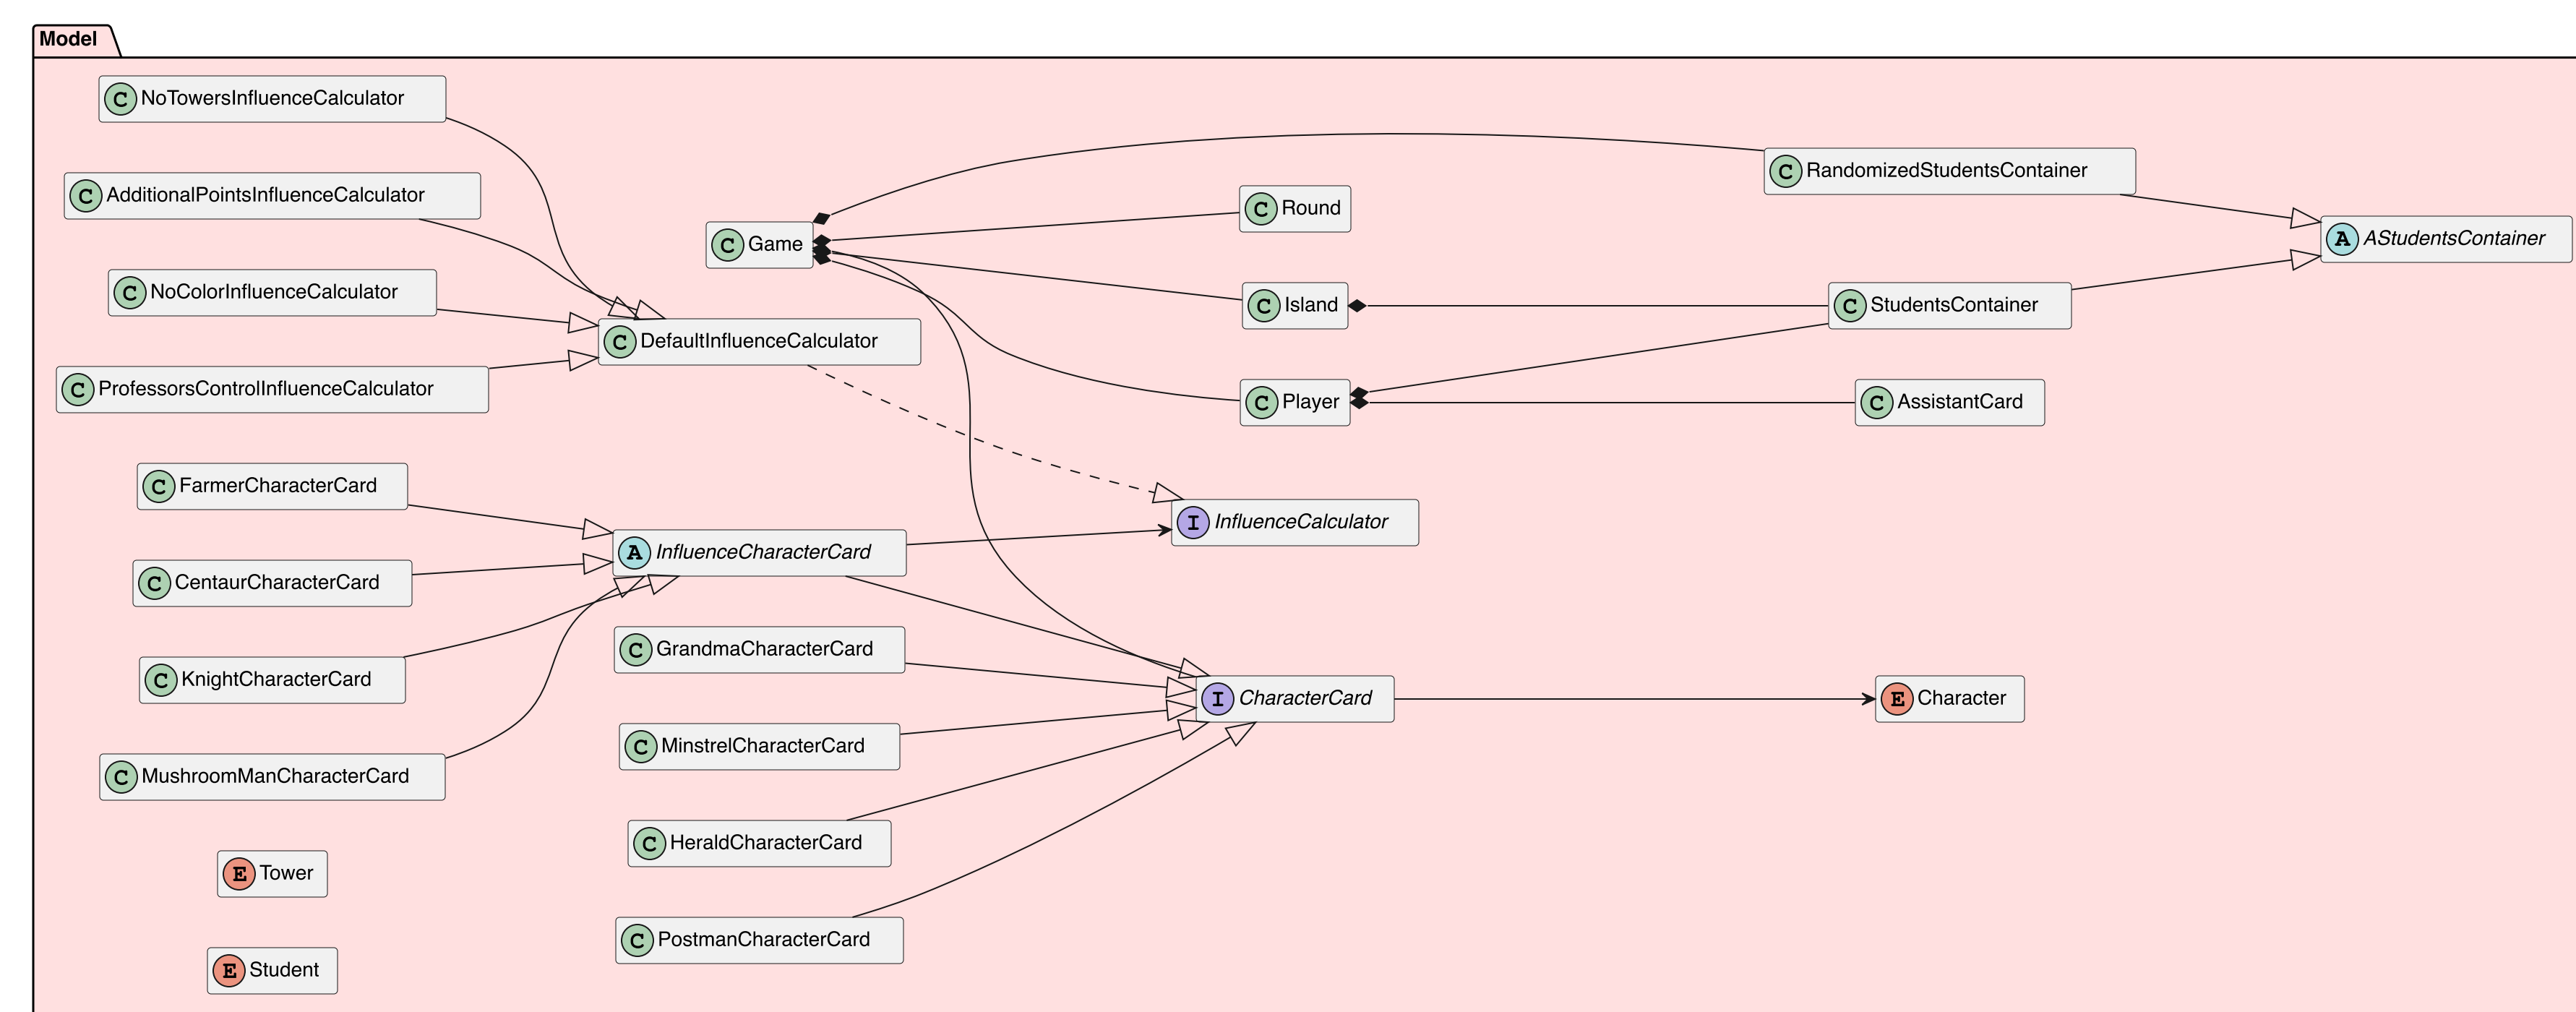 Model
C NoTowersInfluenceCalculator
C AdditionalPointsInfluenceCalculator
C NoColorInfluenceCalculator
C ProfessorsControlInfluenceCalculator
C FarmerCharacterCard
C CentaurCharacterCard
C KnightCharacterCard
C MushroomManCharacterCard
E Tower
E Student
C Game
C DefaultInfluenceCalculator
A InfluenceCharacterCard
C GrandmaCharacterCard
C MinstrelCharacterCard
C HeraldCharacterCard
C PostmanCharacterCard
C Round
C Island
C Player
I InfluenceCalculator
I CharacterCard
C RandomizedStudentsContainer
C StudentsContainer
C AssistantCard
E Character
A AStudentsContainer